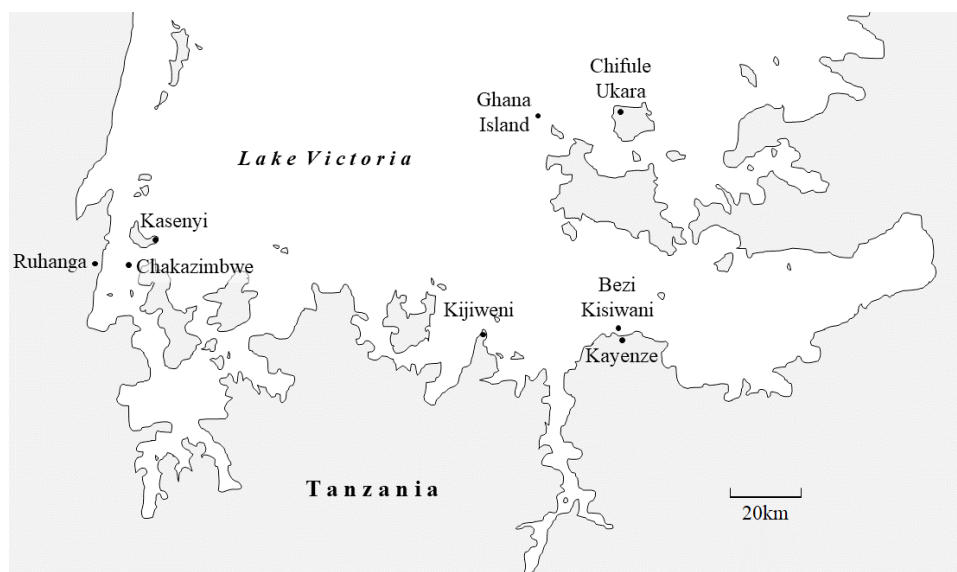 Chifule
Ukara
Ghana
Island
Lake Victoria
Kasenyi
Ruhanga
Chakazimbwe
Bezi
Kisiwani
Kijiweni
Kayenze
Tanzania
20km